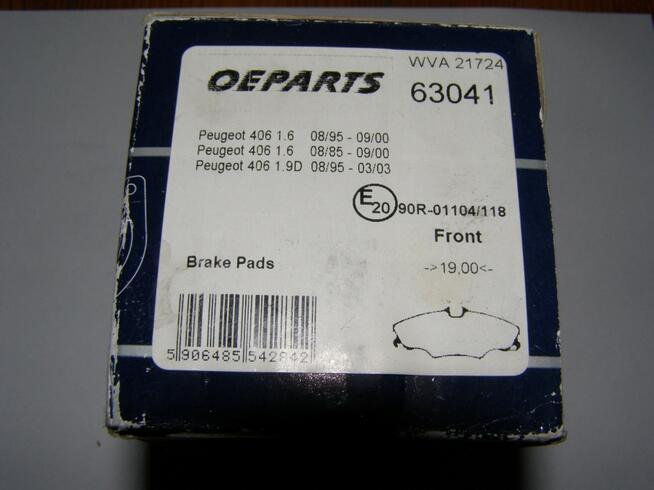 WVA 21724
OEPARTS
63041
Peugeot 406 1.6 08/95 - 09/00
Peugeot 406 1.6 08/85 - 09/00
Peugeot 406 1.9D 08/95 - 03/03
E 20 90R-01104/118
Front
Brake Pads
->19,00<-
5 906485 542842